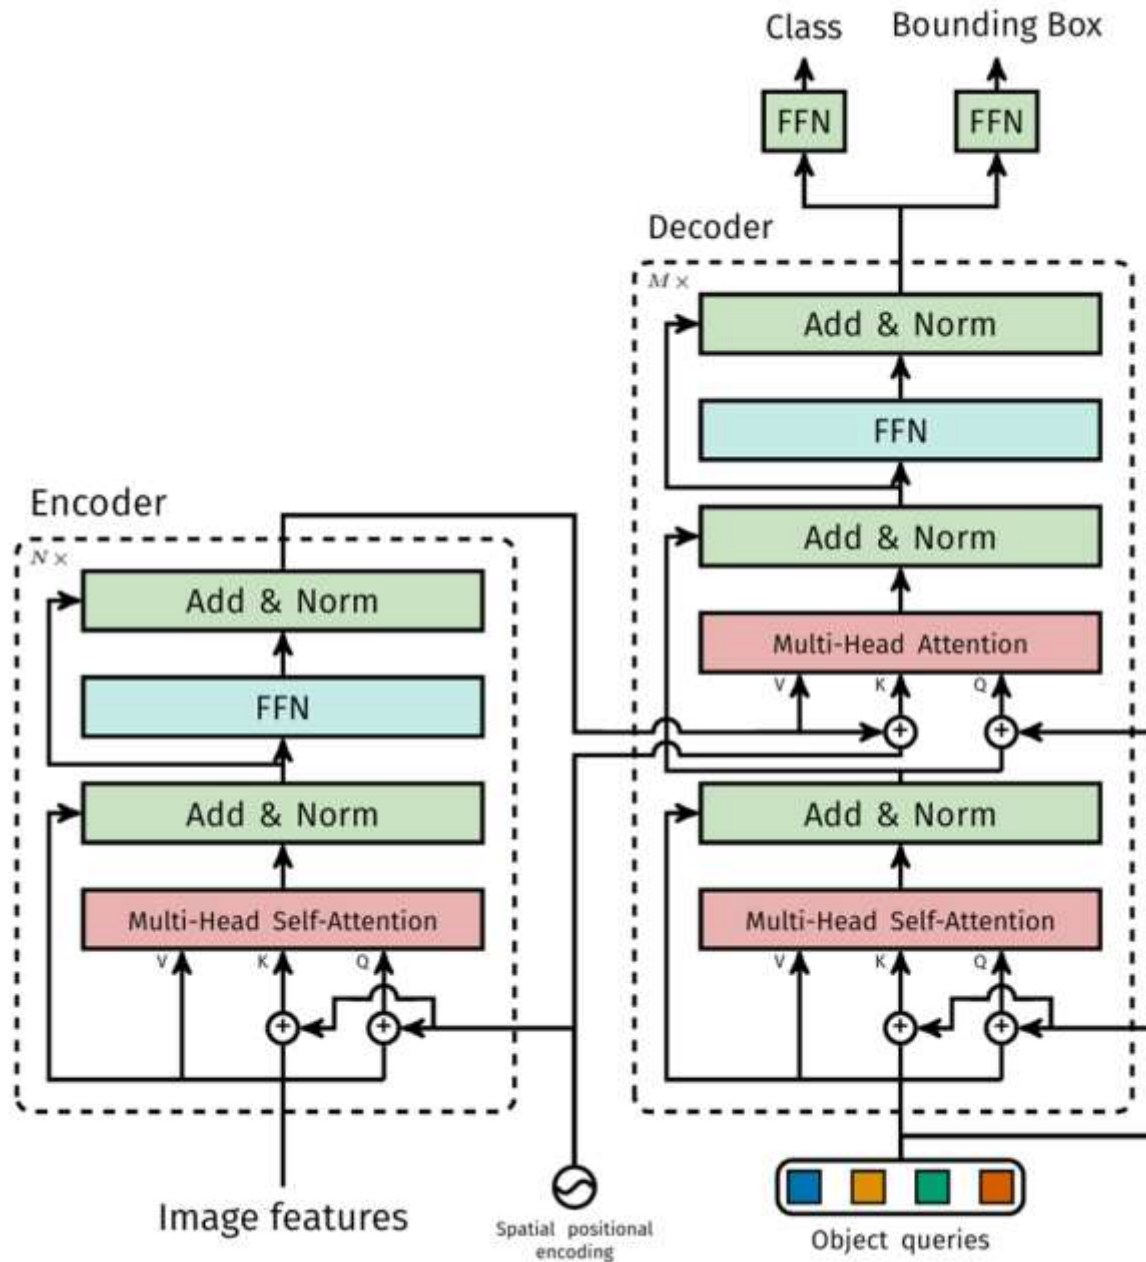 Class Bounding Box
FFN FFN
Decoder
M ×
Add & Norm
FFN
Add & Norm
Multi-Head Attention
V K Q
+ +
Add & Norm
Multi-Head Self-Attention
V K Q
+ +
Object queries
Encoder
N ×
Add & Norm
FFN
Add & Norm
Multi-Head Self-Attention
V K Q
+ +
Image features
Spatial positional
encoding